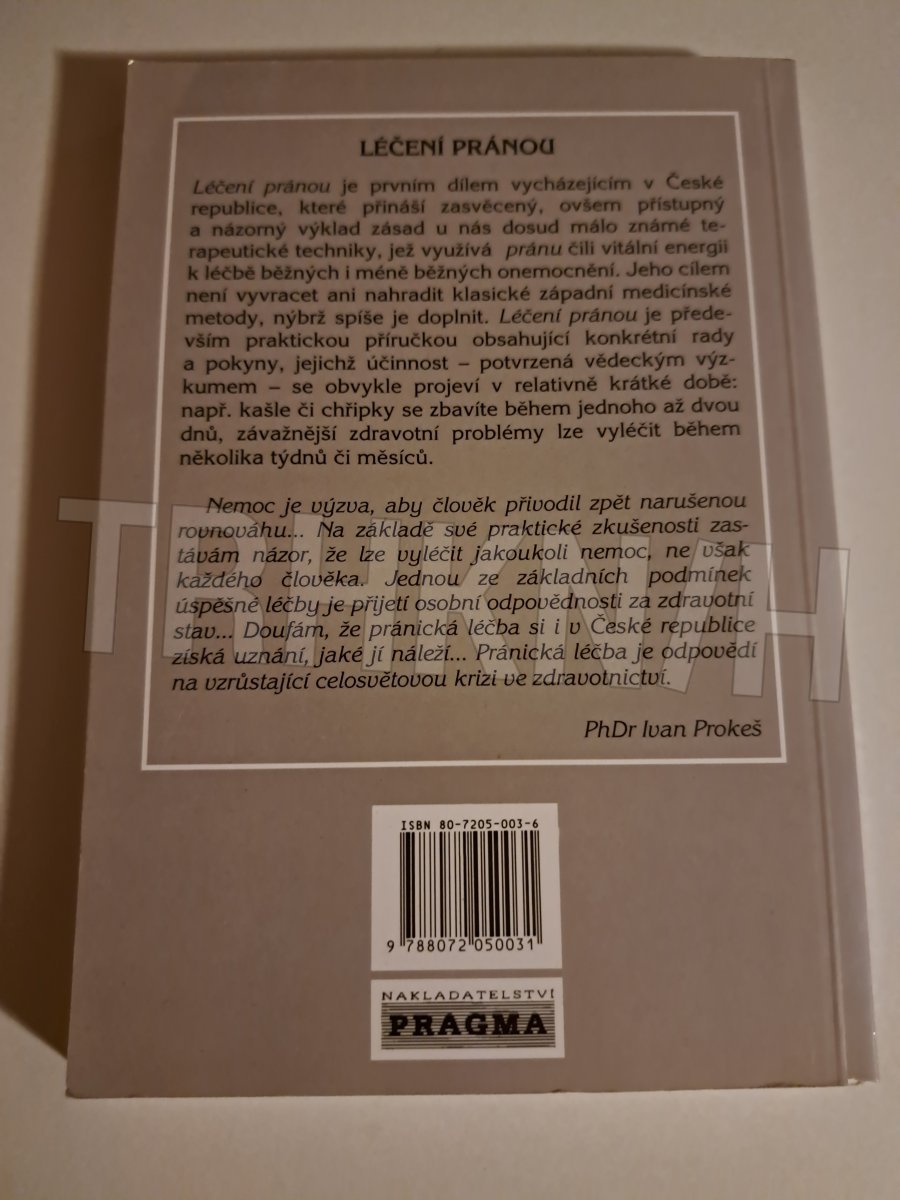 LÉČENÍ PRÁNOU
Léčení pránou je prvním dílem vycházejícím v České
republice, které přináší zasvěcený, ovšem přístupný
a názorný výklad zásad u nás dosud málo známé te-
rapeutické techniky, jež využívá pránu čili vitální energii
k léčbě běžných i méně běžných onemocnění. Jeho cílem
není vyvracet ani nahradit klasické západní medicínské
metody, nýbrž spíše je doplnit. Léčení pránou je přede-
vším praktickou příručkou obsahující konkrétní rady
a pokyny, jejichž účinnost – potvrzená vědeckým výz-
kumem – se obvykle projeví v relativně krátké době:
např. kašle či chřipky se zbavíte během jednoho až dvou
dnů, závažnější zdravotní problémy lze vyléčit během
několika týdnů či měsíců.
Nemoc je výzva, aby člověk přivodil zpět narušenou
rovnováhu... Na základě své praktické zkušenosti zas-
távám názor, že lze vyléčit jakoukoli nemoc, ne však
každého člověka. Jednou ze základních podmínek
úspěšné léčby je přijetí osobní odpovědnosti za zdravotní
stav... Doufám, že pránická léčba si i v České republice
získá uznání, jaké jí náleží... Pránická léčba je odpovědí
na vzrůstající celosvětovou krizi ve zdravotnictví.
PhDr Ivan Prokeš
ISBN 80-7205-003-6
9 788072 050031
NAKLADATELSTVÍ
PRAGMA